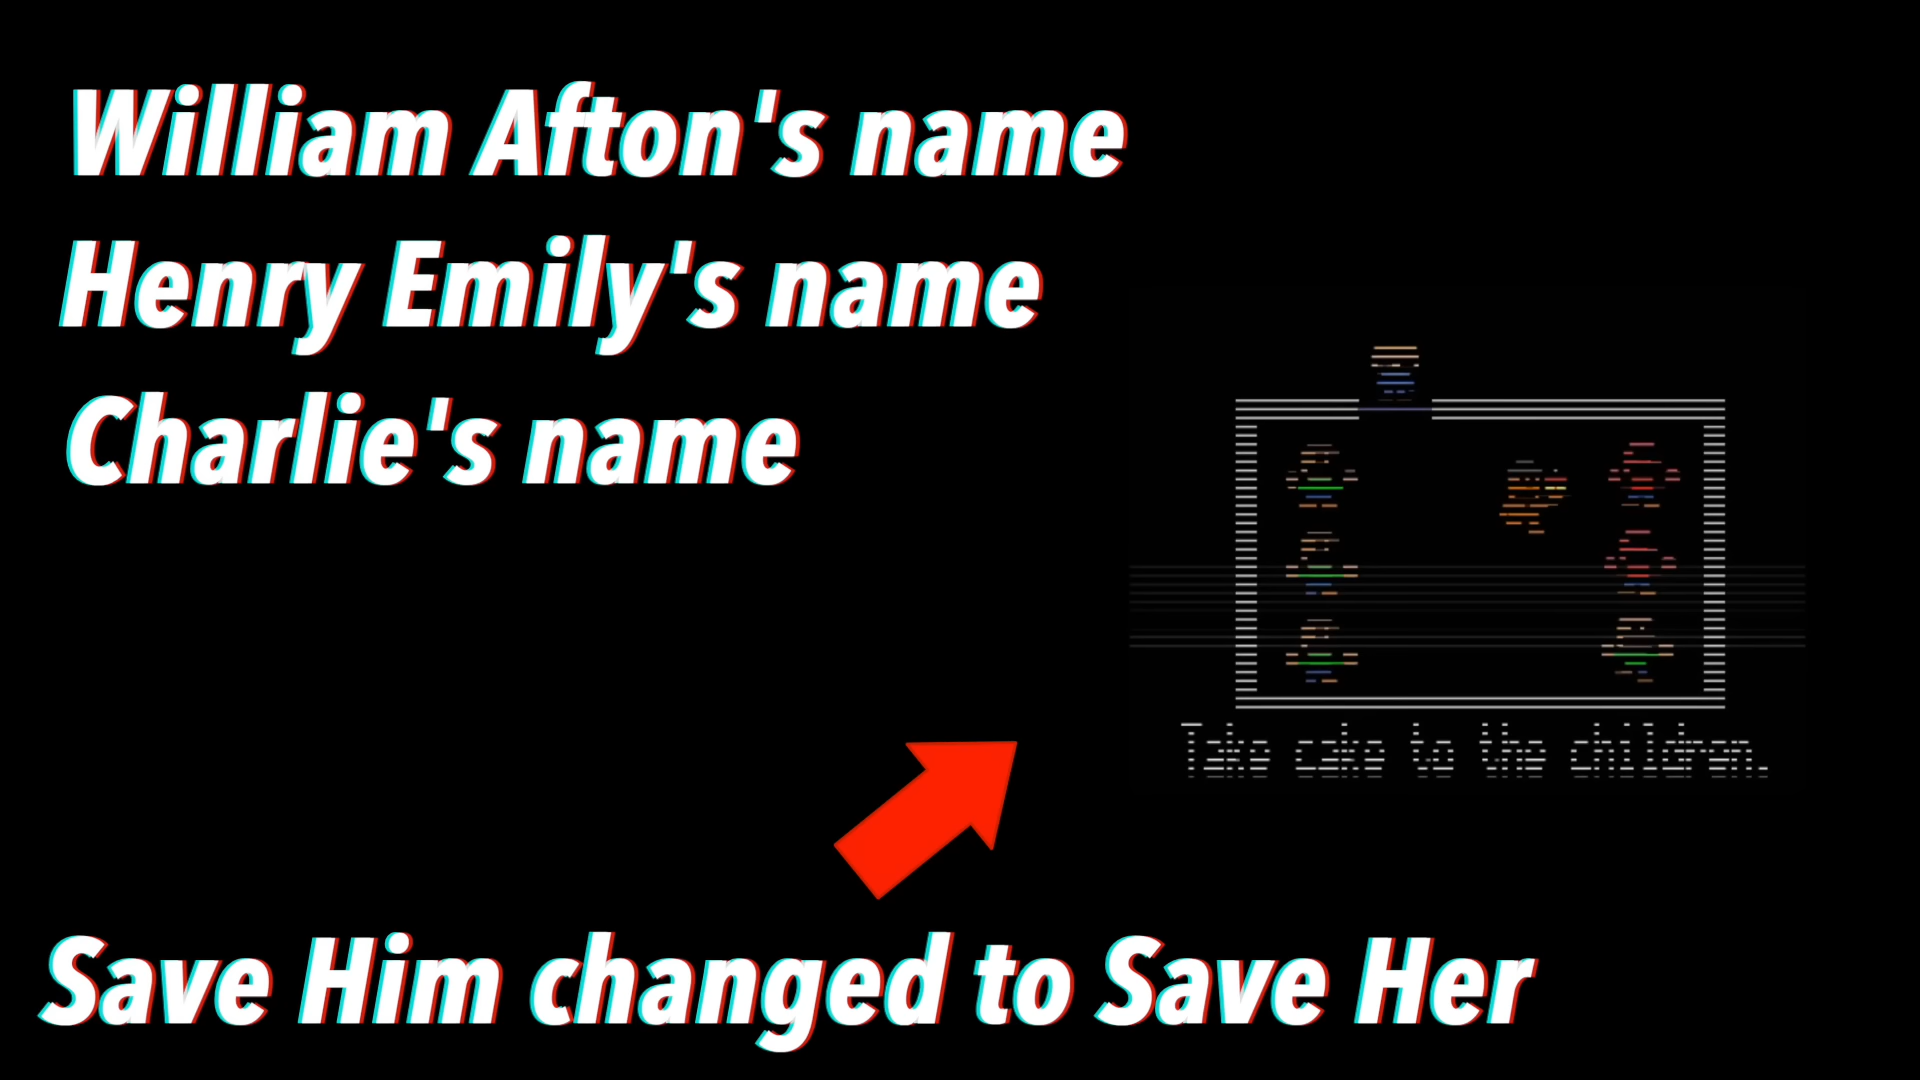 William Afton's name
Henry Emily's name
Charlie's name
Take cake to the children.
Save Him changed to Save Her